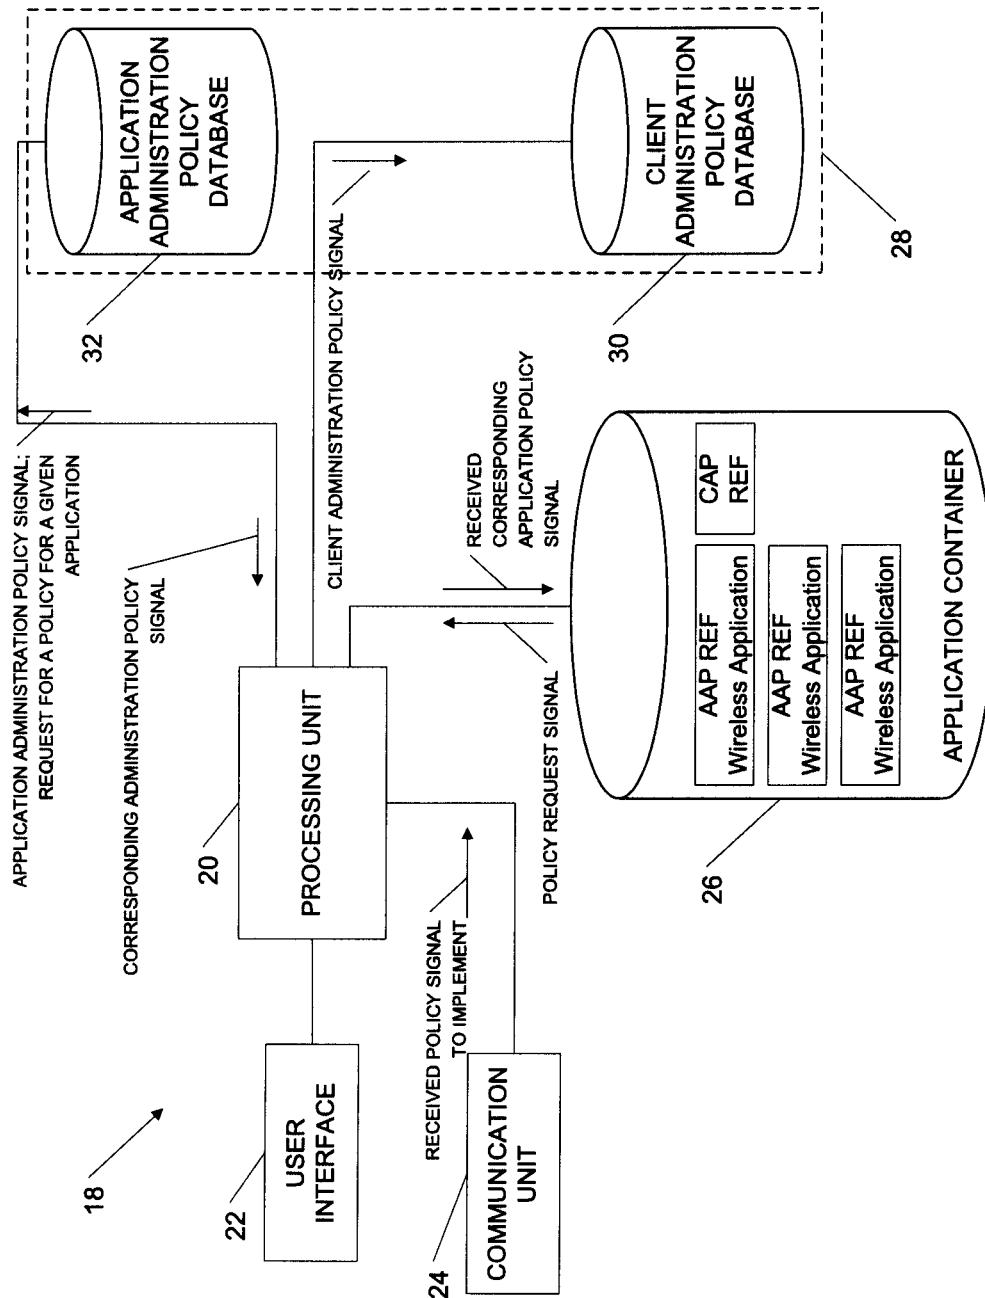 18
22
USER
INTERFACE
24
COMMUNICATION
UNIT
20
PROCESSING UNIT
RECEIVED POLICY SIGNAL
TO IMPLEMENT
APPLICATION ADMINISTRATION POLICY SIGNAL;
REQUEST FOR A POLICY FOR A GIVEN
APPLICATION
CORRESPONDING ADMINISTRATION POLICY
SIGNAL
CLIENT ADMINISTRATION POLICY SIGNAL
POLICY REQUEST SIGNAL
RECEIVED
CORRESPONDING
APPLICATION POLICY
SIGNAL
26
AAP REF
Wireless Application
AAP REF
Wireless Application
AAP REF
Wireless Application
CAP
REF
APPLICATION CONTAINER
32
APPLICATION
ADMINISTRATION
POLICY
DATABASE
30
CLIENT
ADMINISTRATION
POLICY
DATABASE
28